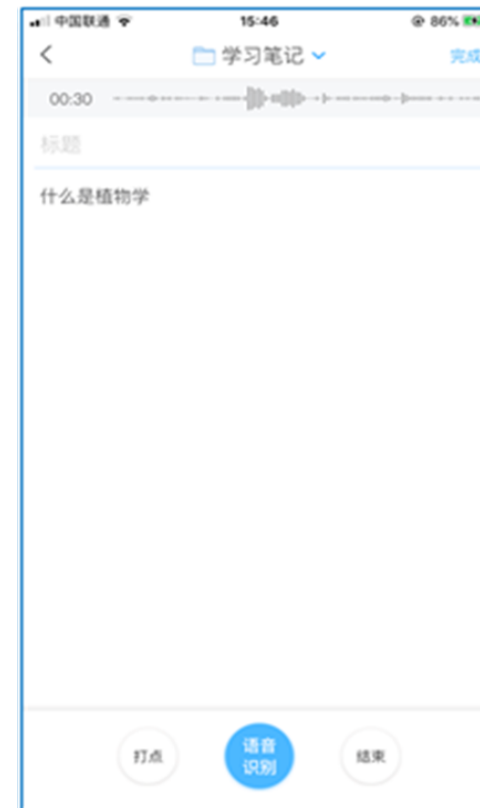 中国联通 15:46 86%
学习笔记 完成
00:30
标题
什么是植物学
打点 语音 结束
识别